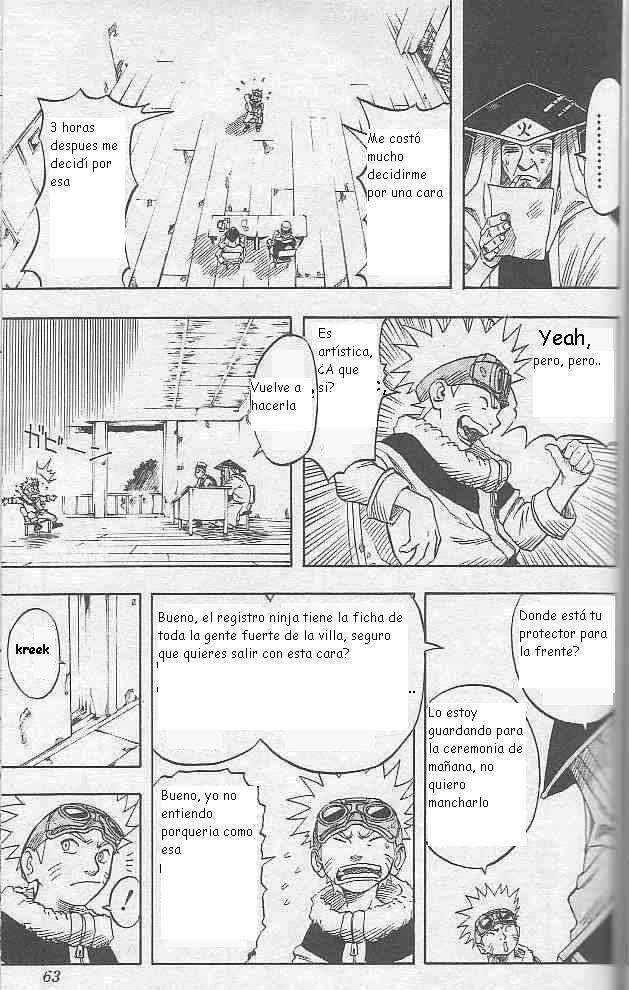 ............
火
Me costó
mucho
decidirme
por una cara
3 horas
despues me
decidí por
esa
Yeah,
pero, pero..
Es
artística,
¿A que
si?
Vuelve a
hacerla
Donde está tu
protector para
la frente?
Lo estoy
guardando para
la ceremonia de
mañana, no
quiero
mancharlo
Bueno, el registro ninja tiene la ficha de
toda la gente fuerte de la villa, seguro
que quieres salir con esta cara?
..
Bueno, yo no
entiendo
porqueria como
esa
kreek
!
63